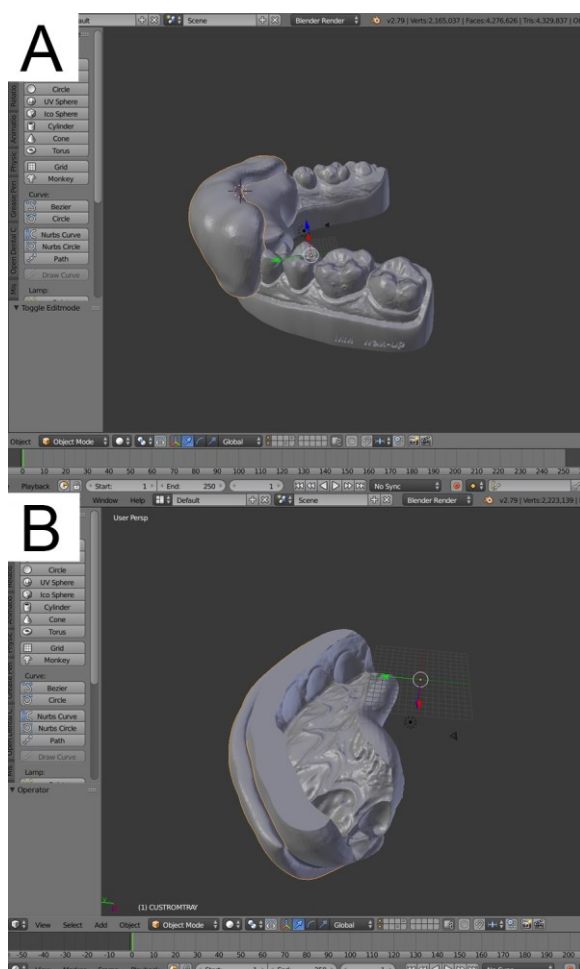 A
ault
Scene
Blender Render
v2.79 | Verts:2,165,037 | Faces:4,276,626 | Tris:4,329,837
Circle
UV Sphere
Ico Sphere
Cylinder
Cone
Torus
Grid
Monkey
Curve:
Bezier
Circle
Nurbs Curve
Nurbs Circle
Path
Draw Curve
Lamp:
Toggle Editmode
Object
Object Mode
Global
0 10 20 30 40 50 60 70 80 90 100 110 120 130 140 150 160 170 180 190 200 210 220 230 240 250
Playback
Start: 1
End: 250
1
No Sync
B
Window Help
Default
Scene
Blender Render
v2.79 | Verts:2,223,139
User Persp
Circle
UV Sphere
Ico Sphere
Cylinder
Cone
Torus
Grid
Monkey
Curve:
Bezier
Circle
Nurbs Curve
Nurbs Circle
Path
Draw Curve
Operator
(1) CUSTROMTRAY
View Select Add Object
Object Mode
Global
-50 -40 -30 -20 -10 0 10 20 30 40 50 60 70 80 90 100 110 120 130 140 150 160 170 180 190 200